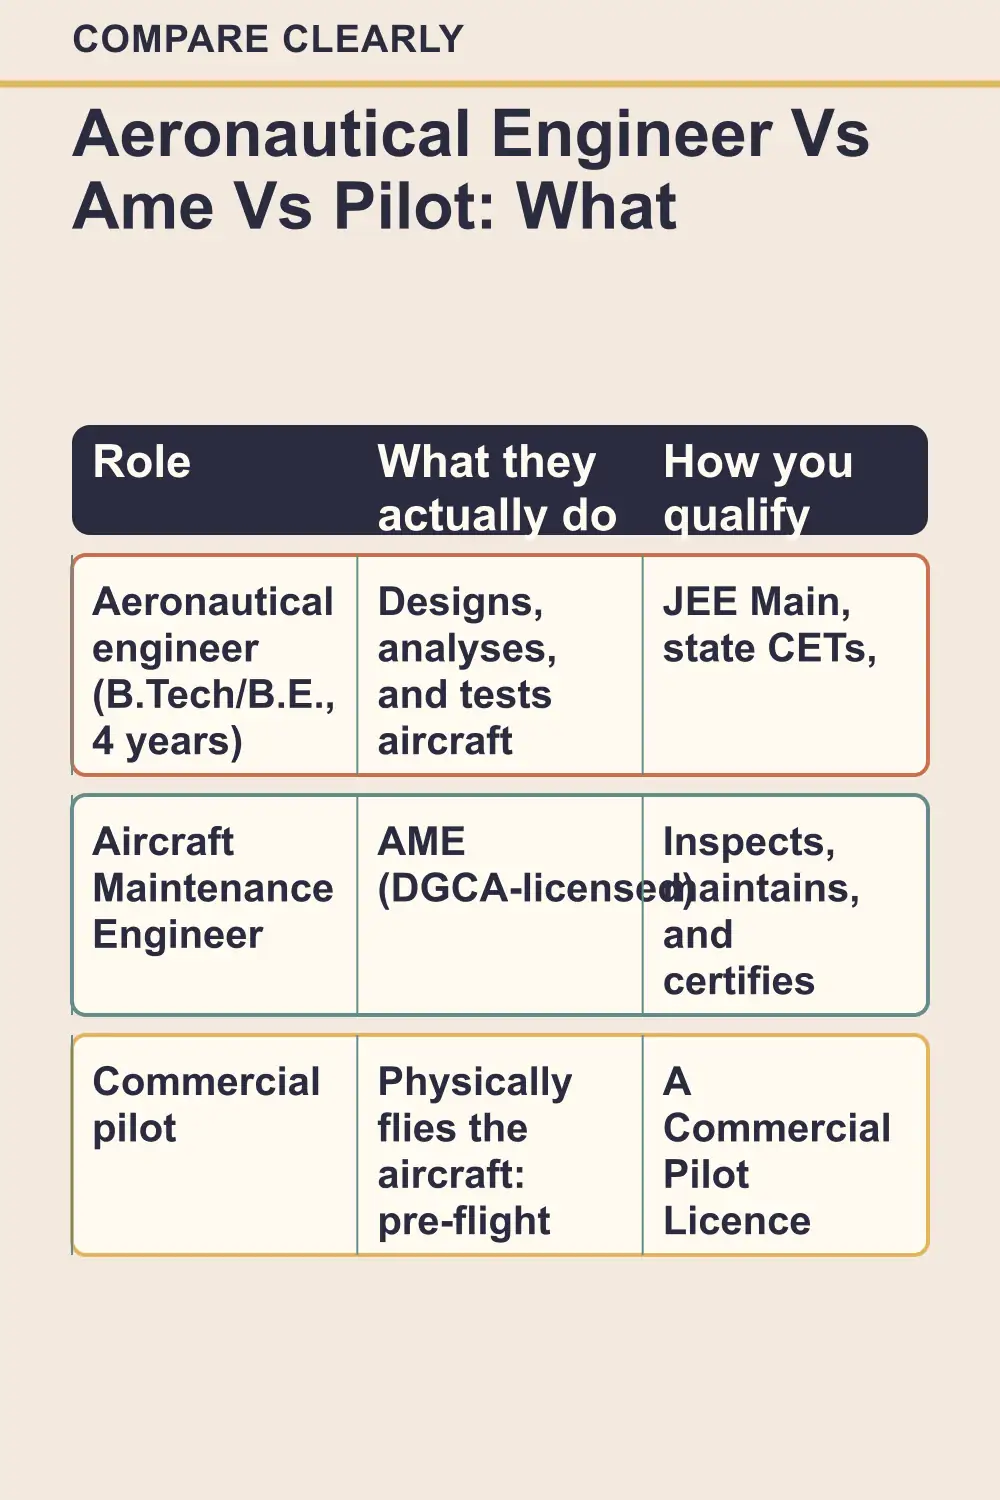 COMPARE CLEARLY
Aeronautical Engineer Vs
Ame Vs Pilot: What
Role
What they
actually do
How you
qualify
Aeronautical
engineer
(B.Tech/B.E.,
4 years)
Designs,
analyses,
and tests
aircraft
JEE Main,
state CETs,
Aircraft
Maintenance
Engineer
AME
(DGCA-licensed)
Inspects,
maintains,
and
certifies
Commercial
pilot
Physically
flies the
aircraft:
pre-flight
A
Commercial
Pilot
Licence